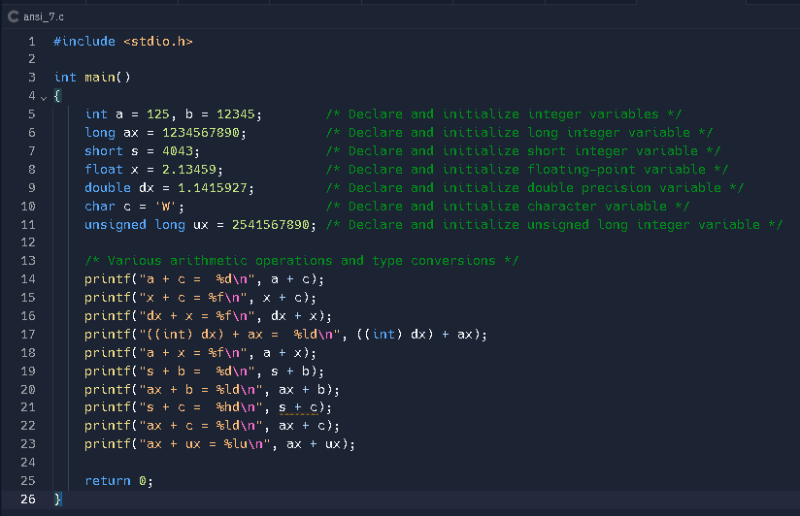 ansi_7.c
1 #include <stdio.h>
2
3 int main()
4 {
5     int a = 125, b = 12345;        /* Declare and initialize integer variables */
6     long ax = 1234567890;          /* Declare and initialize long integer variable */
7     short s = 4043;                /* Declare and initialize short integer variable */
8     float x = 2.13459;             /* Declare and initialize floating-point variable */
9     double dx = 1.1415927;         /* Declare and initialize double precision variable */
10     char c = 'W';                  /* Declare and initialize character variable */
11     unsigned long ux = 2541567890; /* Declare and initialize unsigned long integer variable */
12
13     /* Various arithmetic operations and type conversions */
14     printf("a + c =  %d\n", a + c);
15     printf("x + c = %f\n", x + c);
16     printf("dx + x = %f\n", dx + x);
17     printf("((int) dx) + ax =  %ld\n", ((int) dx) + ax);
18     printf("a + x = %f\n", a + x);
19     printf("s + b =  %d\n", s + b);
20     printf("ax + b = %ld\n", ax + b);
21     printf("s + c =  %hd\n", s + c);
22     printf("ax + c = %ld\n", ax + c);
23     printf("ax + ux = %lu\n", ax + ux);
24
25     return 0;
26 }